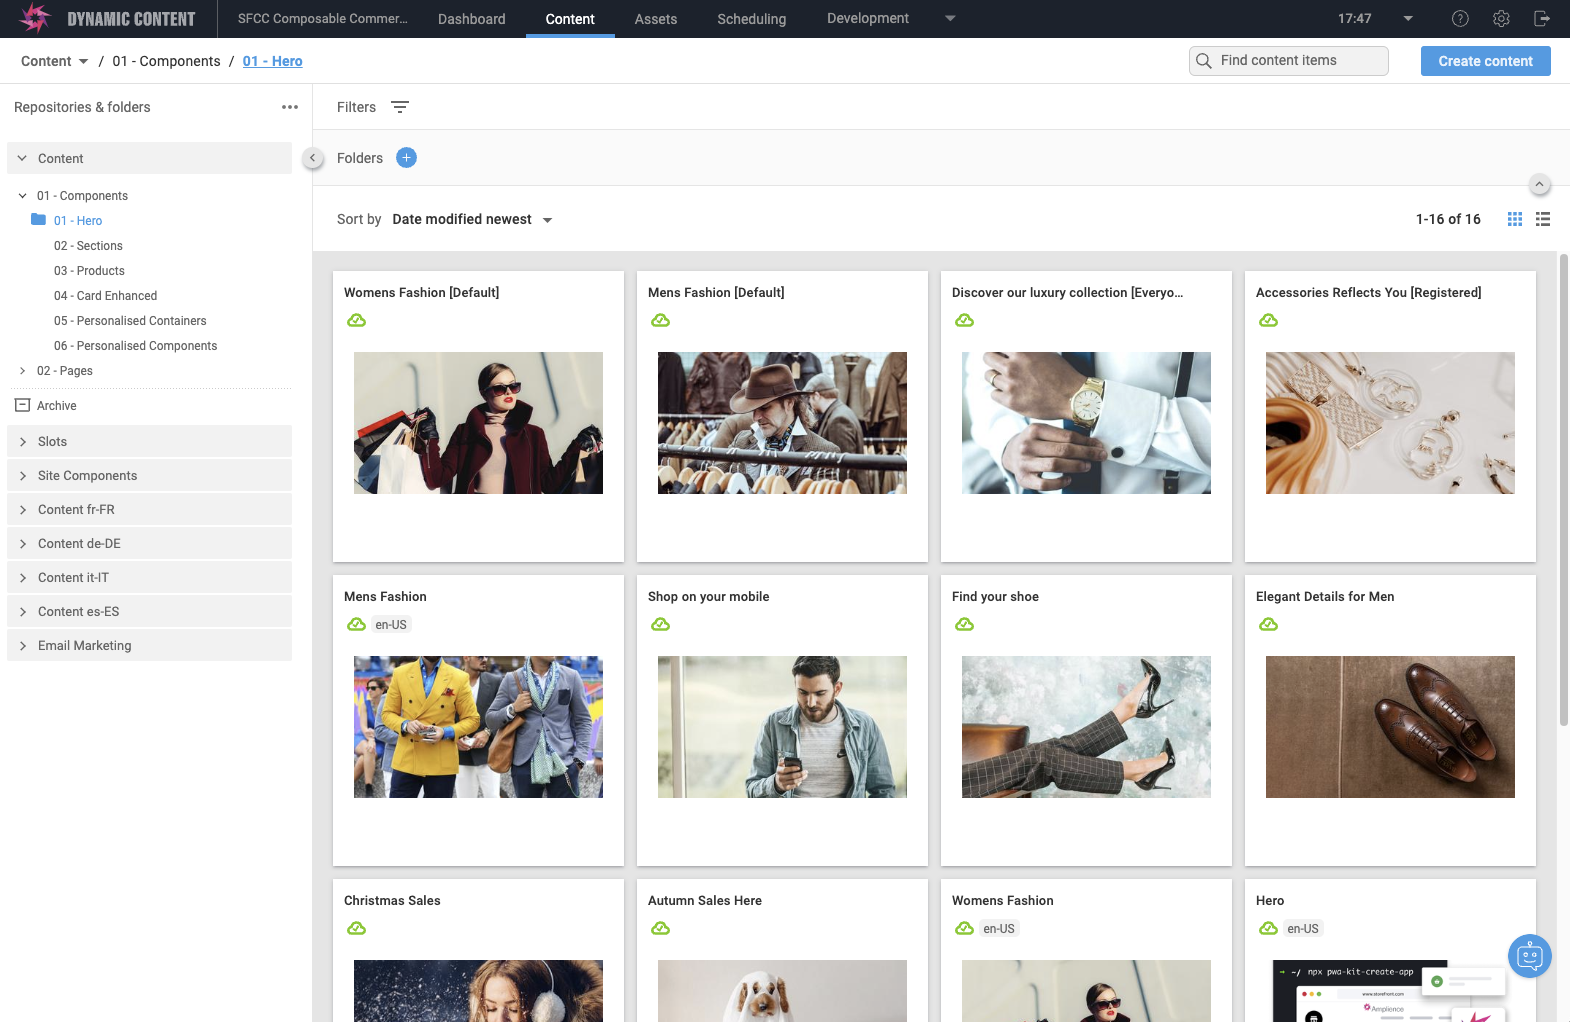 DYNAMIC CONTENT
SFCC Composable Commer...
Dashboard
Content
Assets
Scheduling
Development
17:47
Content / 01 - Components / 01 - Hero
Find content items
Create content
Repositories & folders
Filters
Content
Folders
01 - Components
01 - Hero
02 - Sections
03 - Products
04 - Card Enhanced
05 - Personalised Containers
06 - Personalised Components
02 - Pages
Archive
Slots
Site Components
Content fr-FR
Content de-DE
Content it-IT
Content es-ES
Email Marketing
Sort by Date modified newest
1-16 of 16
Womens Fashion [Default]
Mens Fashion [Default]
Discover our luxury collection [Everyo...
Accessories Reflects You [Registered]
Mens Fashion
en-US
Shop on your mobile
Find your shoe
Elegant Details for Men
Christmas Sales
Autumn Sales Here
Womens Fashion
en-US
Hero
en-US
~/ npx pwa-kit-create-app
www.storefront.com
Amplience